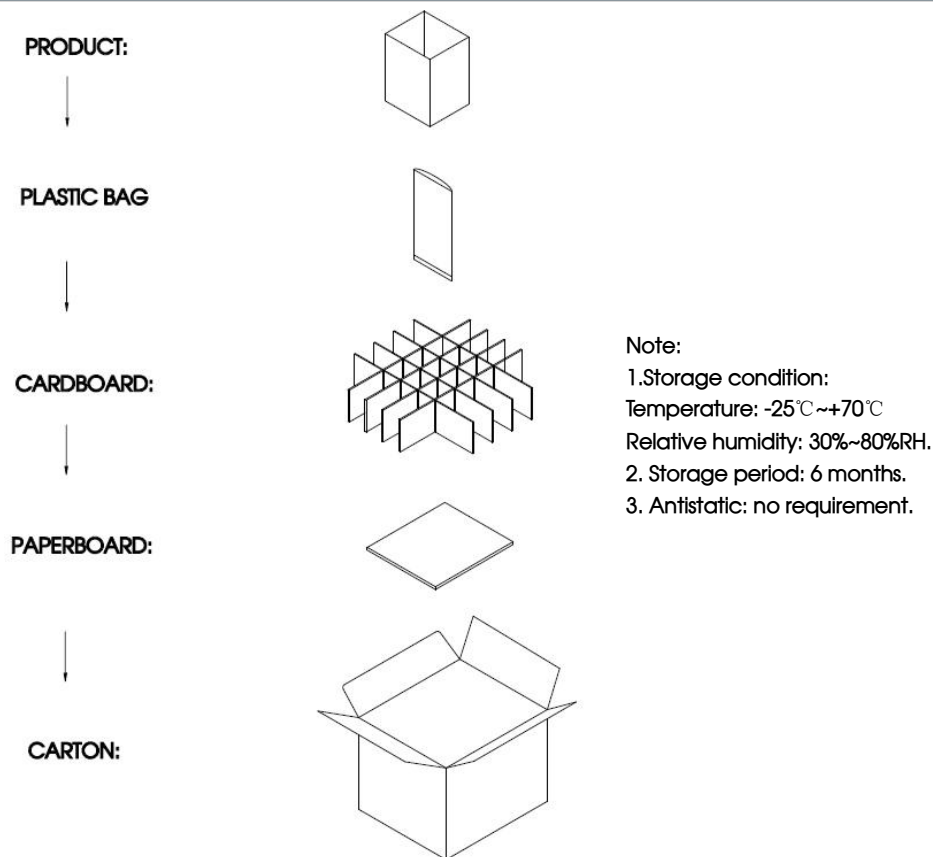 PRODUCT:
PLASTIC BAG
CARDBOARD:
PAPERBOARD:
CARTON:
Note:
1.Storage condition:
Temperature: -25℃~+70℃
Relative humidity: 30%~80%RH.
2. Storage period: 6 months.
3. Antistatic: no requirement.